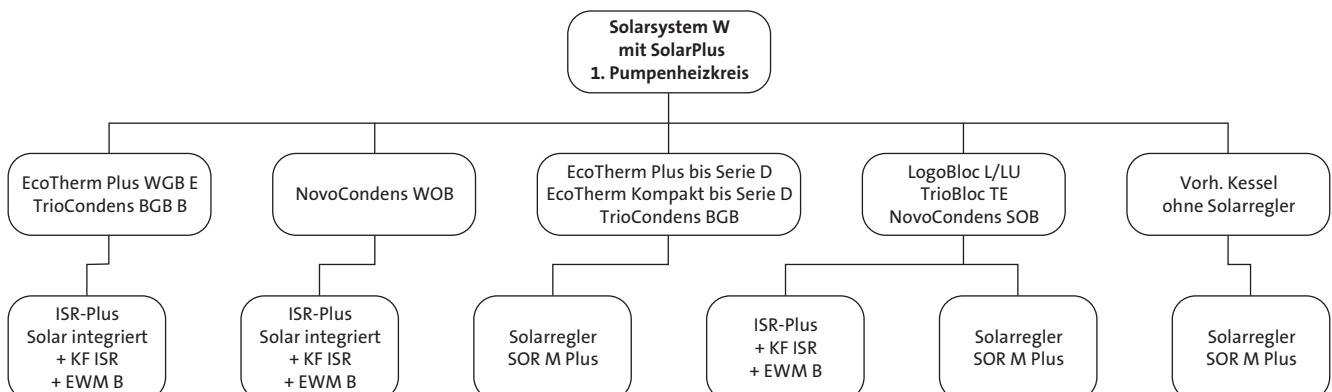 Solarsystem W
mit SolarPlus
1. Pumpenheizkreis
EcoTherm Plus WGB E
TrioCondens BGB B
NovoCondens WOB
EcoTherm Plus bis Serie D
EcoTherm Kompakt bis Serie D
TrioCondens BGB
LogoBloc L/LU
TrioBloc TE
NovoCondens SOB
Vorh. Kessel
ohne Solarregler
ISR-Plus
Solar integriert
+ KF ISR
+ EWM B
ISR-Plus
Solar integriert
+ KF ISR
+ EWM B
Solarregler
SOR M Plus
ISR-Plus
+ KF ISR
+ EWM B
Solarregler
SOR M Plus
Solarregler
SOR M Plus